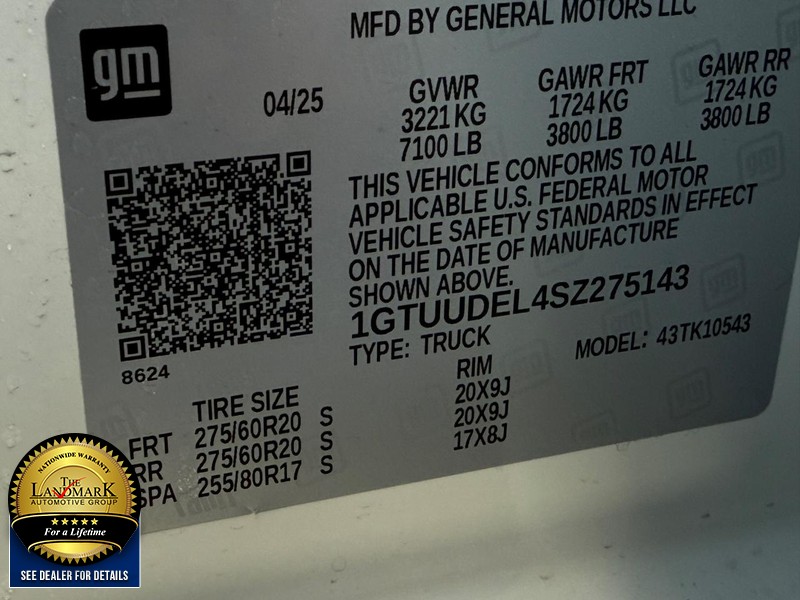 MFD BY GENERAL MOTORS LLC
gm
04/25
GVWR GAWR FRT GAWR RR
3221 KG 1724 KG 1724 KG
7100 LB 3800 LB 3800 LB
THIS VEHICLE CONFORMS TO ALL
APPLICABLE U.S. FEDERAL MOTOR
VEHICLE SAFETY STANDARDS IN EFFECT
ON THE DATE OF MANUFACTURE
SHOWN ABOVE.
1GTUUDEL4SZ275143
TYPE: TRUCK MODEL: 43TK10543
8624
TIRE SIZE RIM
FRT 275/60R20 S 20X9J
RR 275/60R20 S 20X9J
SPA 255/80R17 S 17X8J
NATIONWIDE WARRANTY
THE
LANDMARK
AUTOMOTIVE GROUP
For a Lifetime
SEE DEALER FOR DETAILS